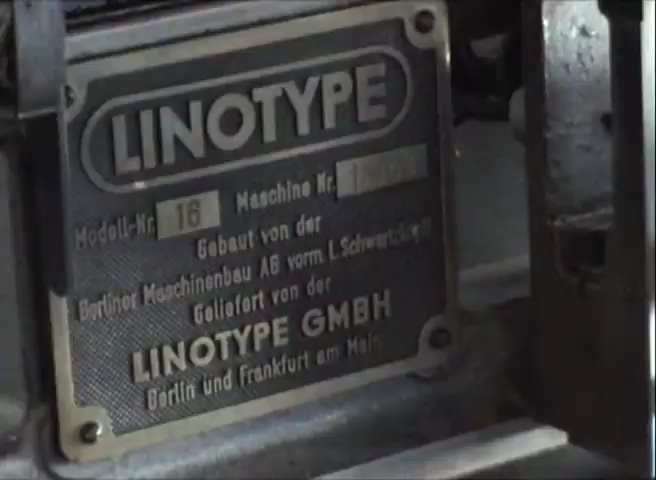 LINOTYPE
Modell-Nr. 16 Maschine Nr.
Gebaut von der
Berliner Maschinenbau AG vorm. L. Schwartzkopff
Geliefert von der
LINOTYPE GMBH
Berlin und Frankfurt am Main